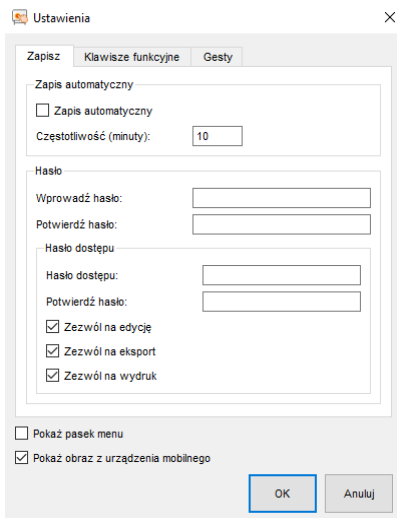 Ustawienia
Zapisz Klawisze funkcyjne Gesty
Zapis automatyczny
Zapis automatyczny
Częstotliwość (minuty): 10
Hasło
Wprowadź hasło:
Potwierdź hasło:
Hasło dostępu
Hasło dostępu:
Potwierdź hasło:
Zezwól na edycję
Zezwól na eksport
Zezwól na wydruk
Pokaż pasek menu
Pokaż obraz z urządzenia mobilnego
OK Anuluj